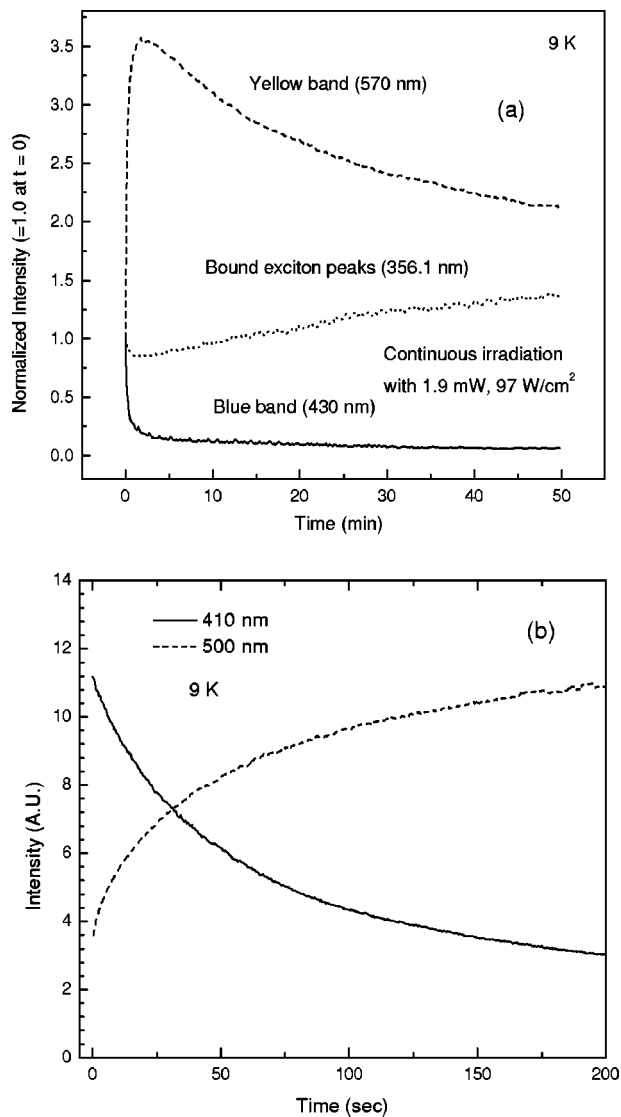 9 K
3.5
Yellow band (570 nm)
(a)
3.0
2.5
2.0
Bound exciton peaks (356.1 nm)
1.5
1.0
Continuous irradiation
with 1.9 mW, 97 W/cm²
0.5
Blue band (430 nm)
0.0
Normalized Intensity (=1.0 at t = 0)
0 10 20 30 40 50
Time (min)
14
410 nm
(b)
12
500 nm
9 K
10
8
6
4
2
0
Intensity (A.U.)
0 50 100 150 200
Time (sec)